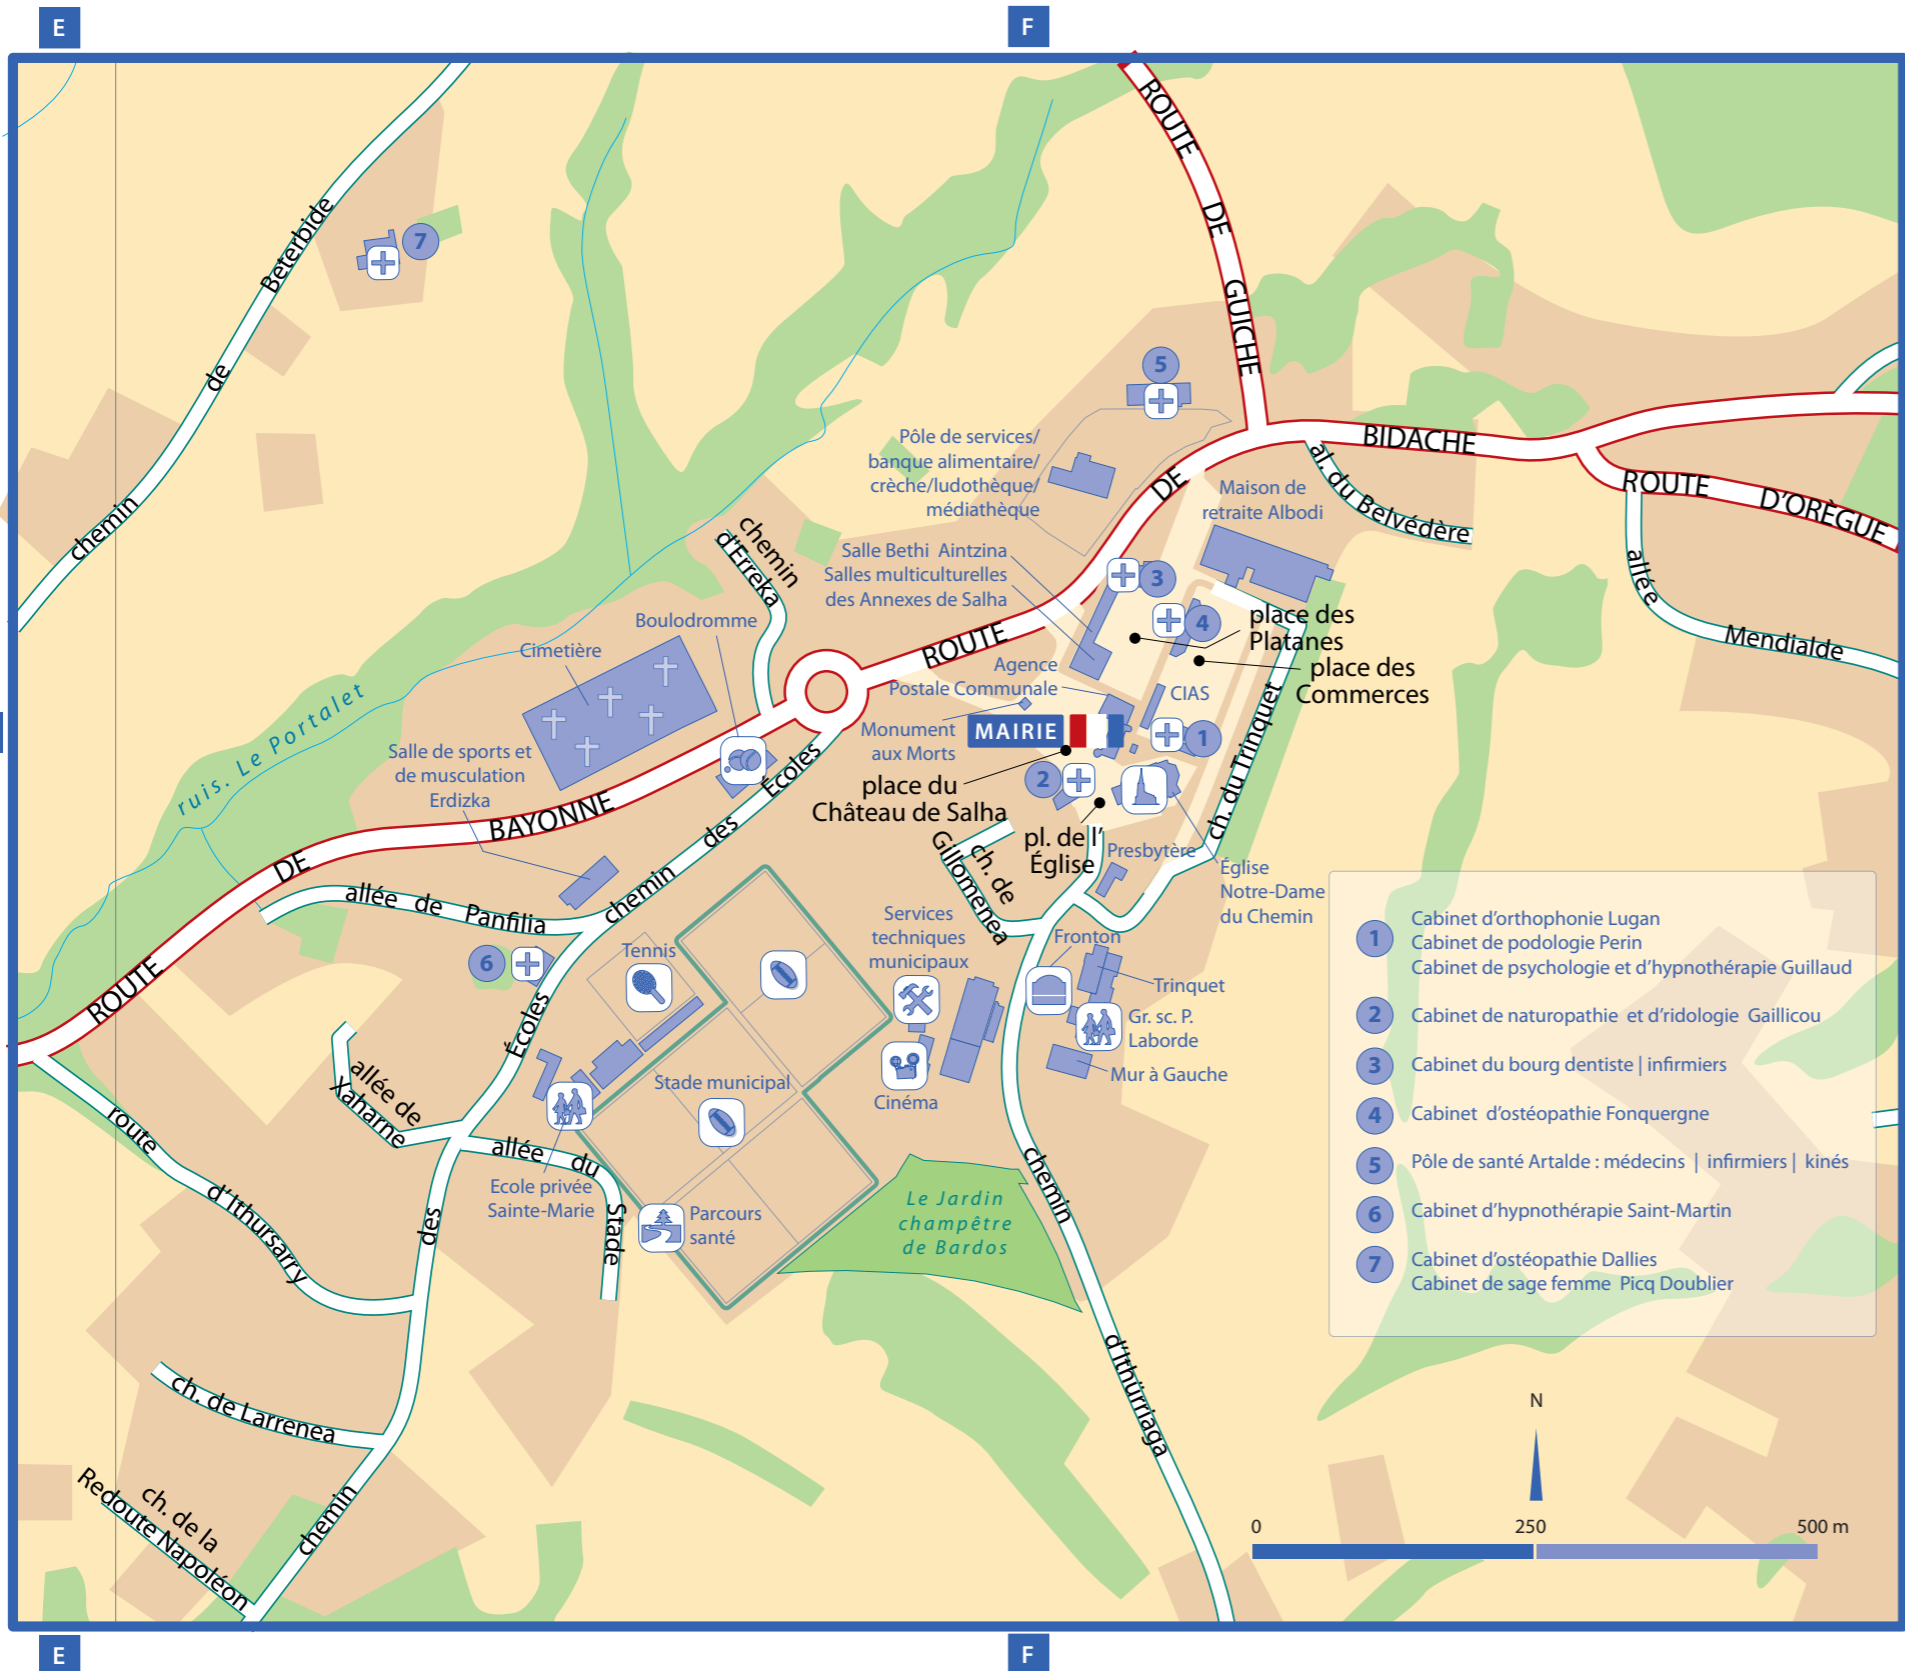 E
F
ROUTE
DE
GUICHE
chemin
de
Beterbide
7
5
Pôle de services/
banque alimentaire/
crèche/ludothèque/
médiathèque
BIDACHE
DE
ROUTE
D'ORÈGUE
al. du Belvédère
Maison de
retraite Albodi
allée
Mendialde
chemin
d'Erreka
Salle Bethi Aintzina
Salles multiculturelles
des Annexes de Salha
3
4
place des
Platanes
place des
Commerces
Boulodromme
Cimetière
ROUTE
Agence
Postale Communale
CIAS
Monument
aux Morts
MAIRIE
1
2
place du
Château de Salha
pl. de l'
Église
ch. du Trinquet
ruis. Le Portalet
Salle de sports et
de musculation
Erdizka
ROUTE
DE
BAYONNE
chemin
des
Écoles
ch. de
Gillomenea
Presbytère
Église
Notre-Dame
du Chemin
allée de Panfilia
6
Tennis
Services
techniques
municipaux
Fronton
Trinquet
Gr. sc. P.
Laborde
Mur à Gauche
Cinéma
Écoles
Stade municipal
allée de
Xaharne
allée du
Stade
Ecole privée
Sainte-Marie
Parcours
santé
Le Jardin
champêtre
de Bardos
route
d'Ithursarry
des
chemin
d'Ithurriaga
ch. de Larrenea
chemin
ch. de la
Redoute Napoléon
1
Cabinet d'orthophonie Lugan
Cabinet de podologie Perin
Cabinet de psychologie et d'hypnothérapie Guillaud
2
Cabinet de naturopathie et d'ridologie Gaillicou
3
Cabinet du bourg dentiste | infirmiers
4
Cabinet d'ostéopathie Fonquergne
5
Pôle de santé Artalde : médecins | infirmiers | kinés
6
Cabinet d'hypnothérapie Saint-Martin
7
Cabinet d'ostéopathie Dallies
Cabinet de sage femme Picq Doublier
N
0 250 500 m
E
F